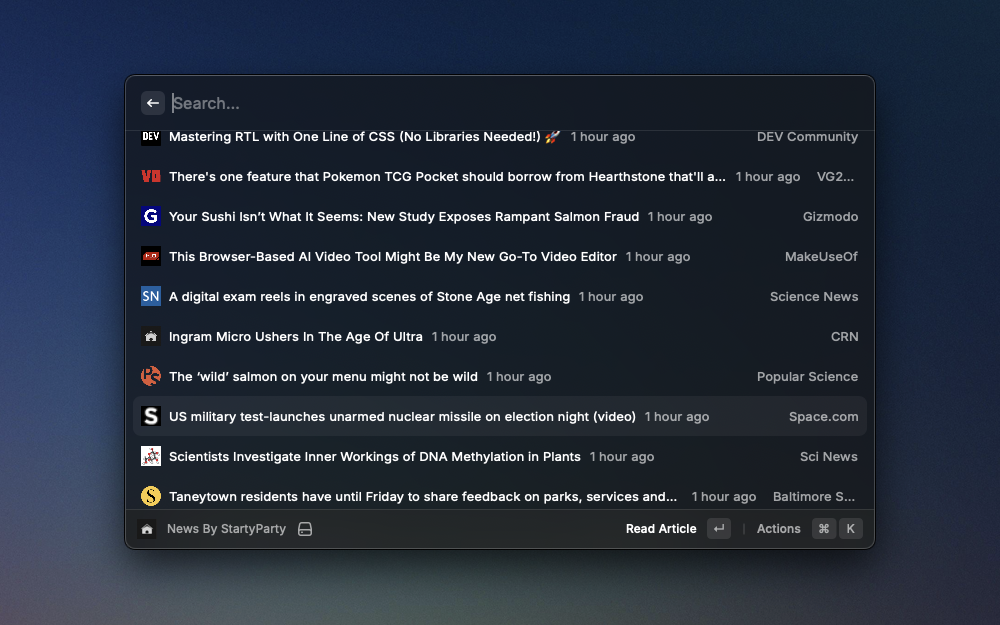 Search...
DEV Mastering RTL with One Line of CSS (No Libraries Needed!) 🚀 1 hour ago DEV Community
VG There's one feature that Pokemon TCG Pocket should borrow from Hearthstone that'll a... 1 hour ago VG2...
G Your Sushi Isn’t What It Seems: New Study Exposes Rampant Salmon Fraud 1 hour ago Gizmodo
This Browser-Based AI Video Tool Might Be My New Go-To Video Editor 1 hour ago MakeUseOf
SN A digital exam reels in engraved scenes of Stone Age net fishing 1 hour ago Science News
Ingram Micro Ushers In The Age Of Ultra 1 hour ago CRN
PS The ‘wild’ salmon on your menu might not be wild 1 hour ago Popular Science
S US military test-launches unarmed nuclear missile on election night (video) 1 hour ago Space.com
Scientists Investigate Inner Workings of DNA Methylation in Plants 1 hour ago Sci News
S Taneytown residents have until Friday to share feedback on parks, services and... 1 hour ago Baltimore S...
News By StartyParty Read Article ↵ Actions ⌘ K